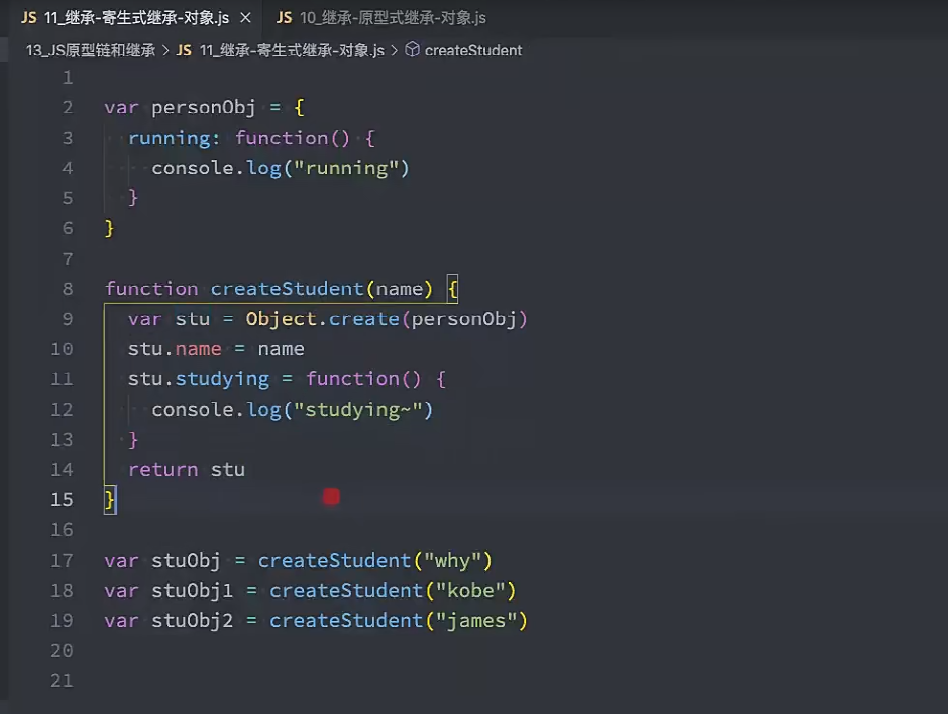 JS 11_继承-寄生式继承-对象.js × JS 10_继承-原型式继承-对象.js
13_JS原型链和继承 > JS 11_继承-寄生式继承-对象.js > createStudent
1
2 var personObj = {
3 running: function() {
4 console.log("running")
5 }
6 }
7
8 function createStudent(name) {
9 var stu = Object.create(personObj)
10 stu.name = name
11 stu.studying = function() {
12 console.log("studying~")
13 }
14 return stu
15 }
16
17 var stuObj = createStudent("why")
18 var stuObj1 = createStudent("kobe")
19 var stuObj2 = createStudent("james")
20
21